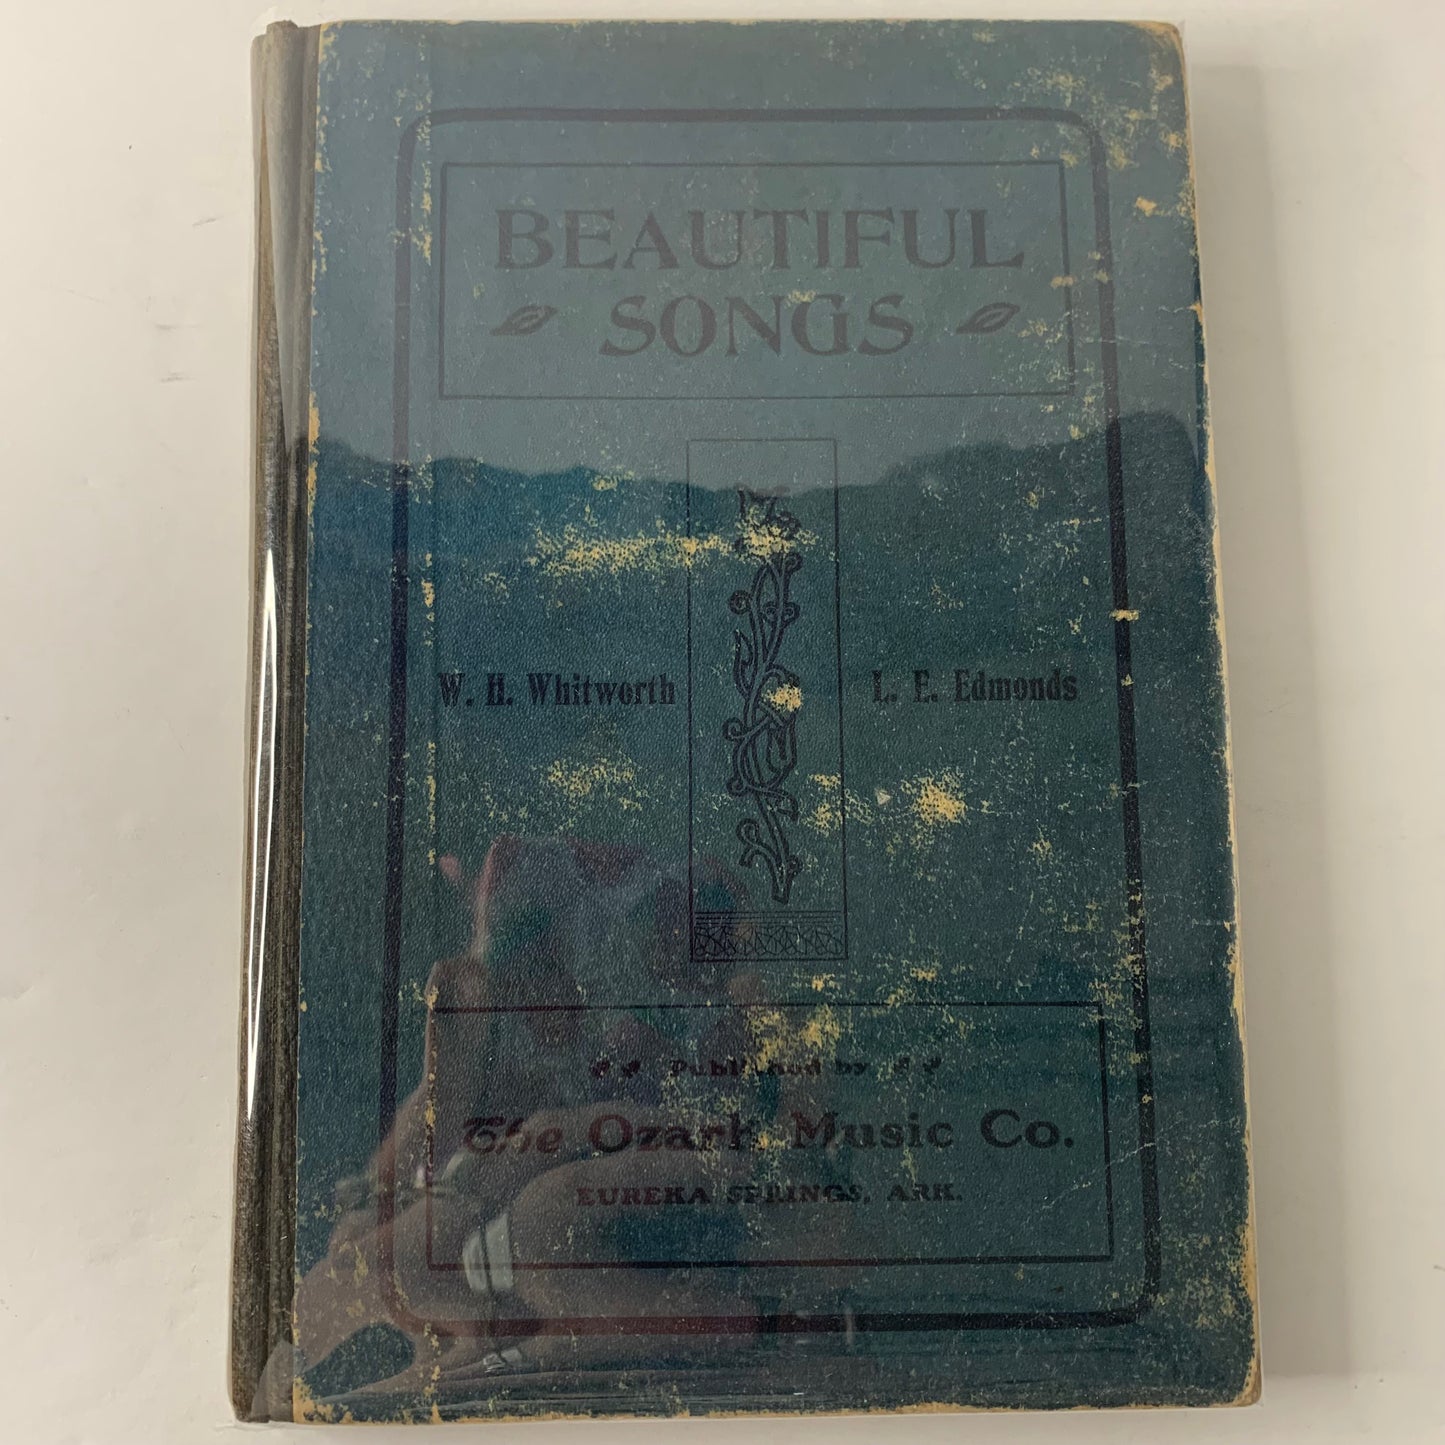 BEAUTIFUL
SONGS
W. H. Whitworth
L. E. Edmonds
Published by
The Ozark Music Co.
EUREKA SPRINGS, ARK.